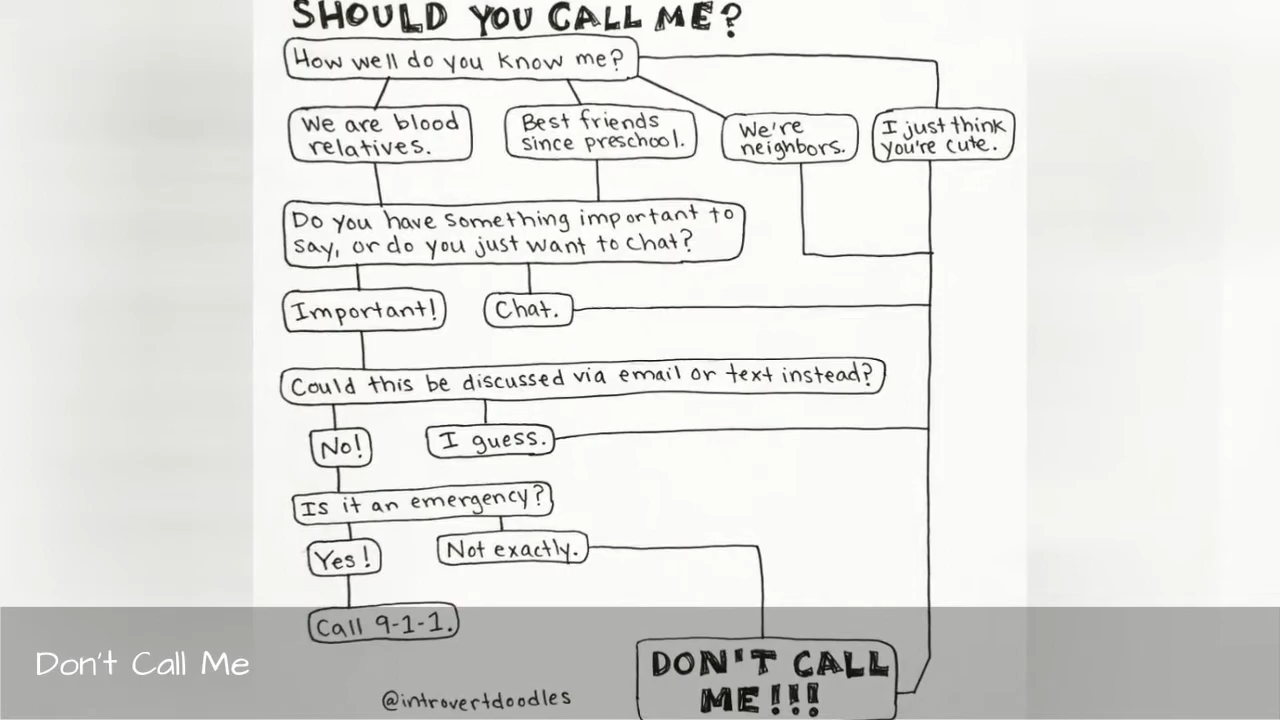 SHOULD YOU CALL ME?
How well do you know me?
We are blood
relatives.
Best friends
since preschool.
We're
neighbors.
I just think
you're cute.
Do you have something important to
say, or do you just want to chat?
Important!
Chat.
Could this be discussed via email or text instead?
No!
I guess.
Is it an emergency?
Yes!
Not exactly.
Call 9-1-1.
DON'T CALL
ME!!!
Don't Call Me
@introvertdoodles